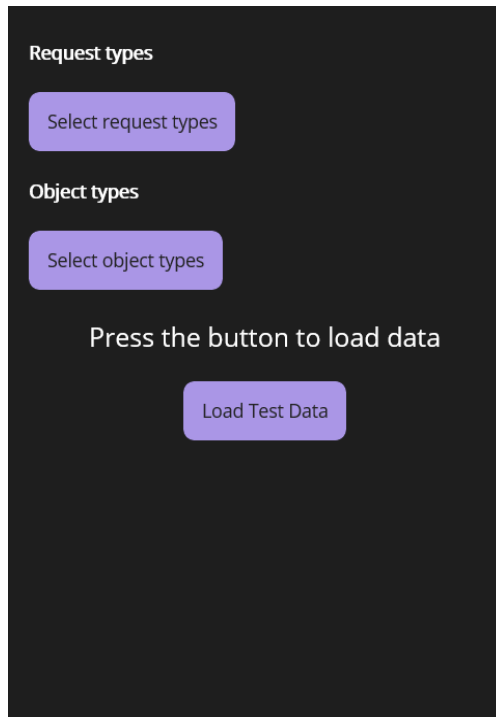 Request types
Select request types
Object types
Select object types
Press the button to load data
Load Test Data